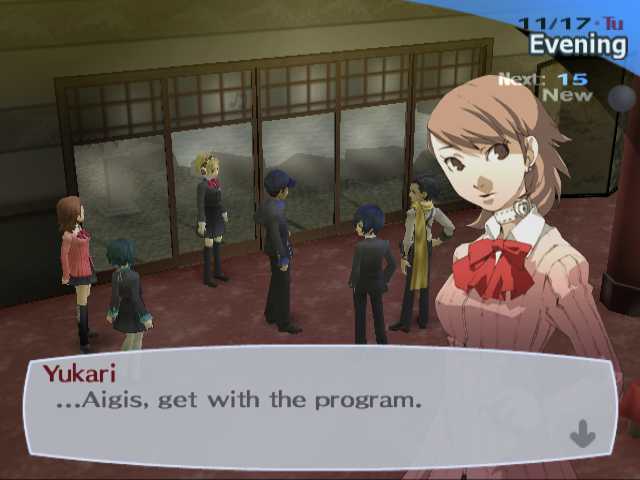 11/17・Tu
Evening
Next: 15
New
Yukari
...Aigis, get with the program.